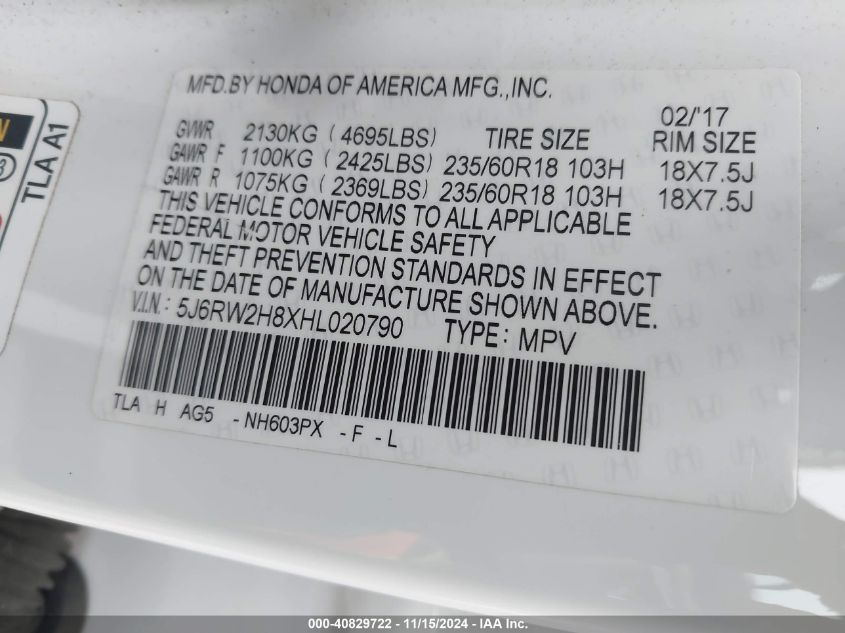 MFD.BY HONDA OF AMERICA MFG.,INC.
02/'17
GVWR 2130KG (4695LBS) TIRE SIZE RIM SIZE
GAWR F 1100KG (2425LBS) 235/60R18 103H 18X7.5J
GAWR R 1075KG (2369LBS) 235/60R18 103H 18X7.5J
THIS VEHICLE CONFORMS TO ALL APPLICABLE
FEDERAL MOTOR VEHICLE SAFETY
AND THEFT PREVENTION STANDARDS IN EFFECT
ON THE DATE OF MANUFACTURE SHOWN ABOVE.
V.I.N.: 5J6RW2H8XHL020790 TYPE: MPV
TLA H AG5 -NH603PX -F -L
TLA A1
000-40829722 - 11/15/2024 - IAA Inc.